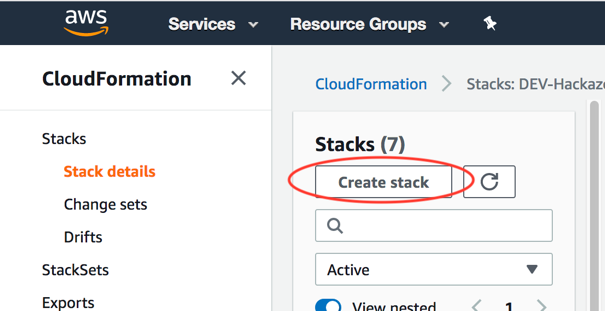 aws Services Resource Groups
CloudFormation
Stacks
Stack details
Change sets
Drifts
StackSets
Exports
CloudFormation > Stacks: DEV-Hackaz
Stacks (7)
Create stack
Active
View nested < 1 >